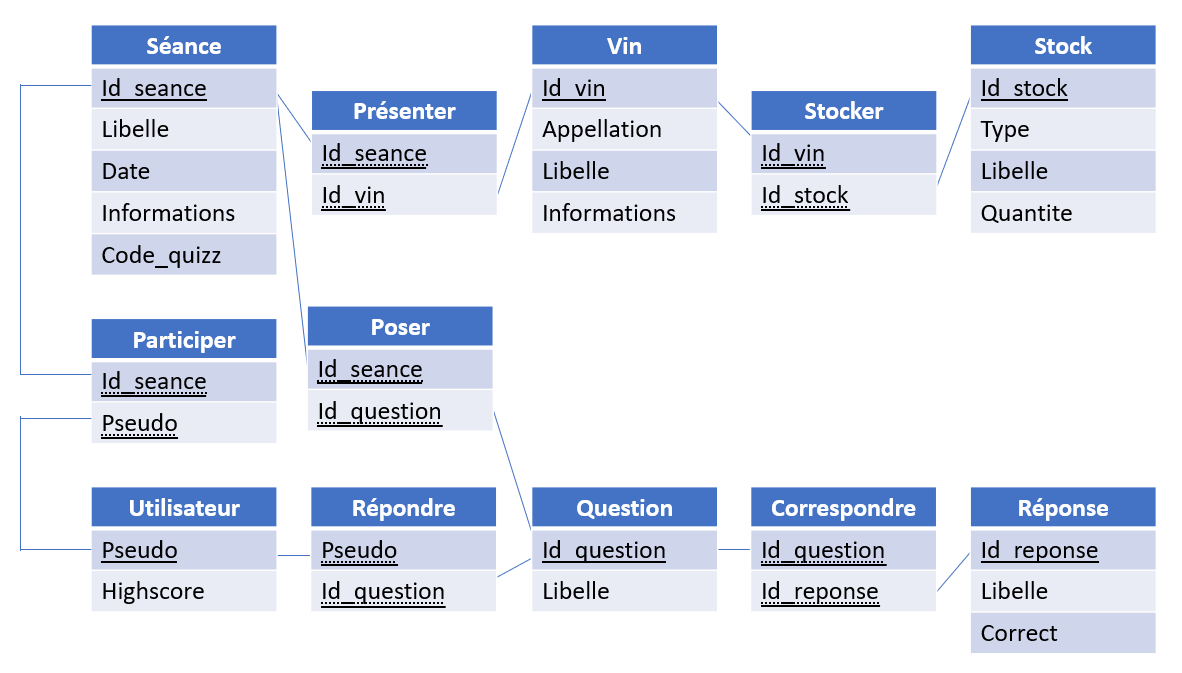 Séance
Id_seance
Libelle
Date
Informations
Code_quizz
Présenter
Id_seance
Id_vin
Vin
Id_vin
Appellation
Libelle
Informations
Stocker
Id_vin
Id_stock
Stock
Id_stock
Type
Libelle
Quantite
Participer
Id_seance
Pseudo
Poser
Id_seance
Id_question
Utilisateur
Pseudo
Highscore
Répondre
Pseudo
Id_question
Question
Id_question
Libelle
Correspondre
Id_question
Id_reponse
Réponse
Id_reponse
Libelle
Correct